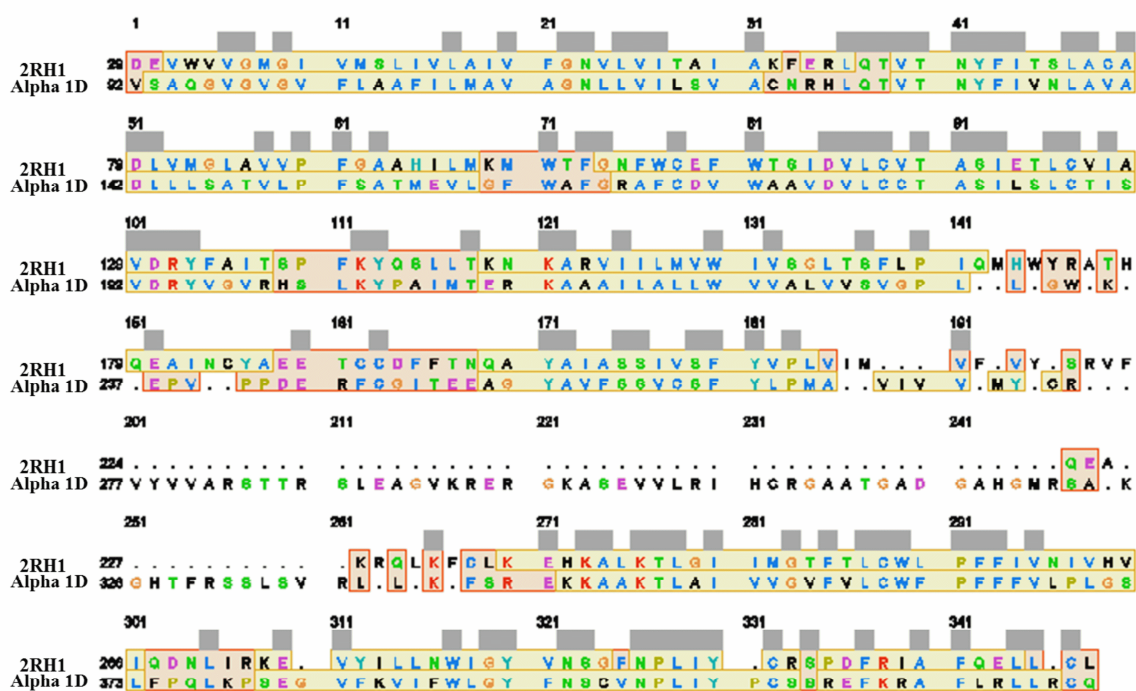 1 11 21 31 41
2RH1 29 DEVWVVGMGI VMSLIVLAIV FGNVLVITAI AKFERLQTVT NYFITSLACA
Alpha 1D 92 VSAQGVGVGV FLAAFILMAV AGNLLVILSV ACNRHLQTVT NYFIVNLAVA
51 61 71 81 91
2RH1 79 DLVMGLAVVP FGAAHILMKM WTFGNFWCEF WTSIDVLCVT ASIETLCVIA
Alpha 1D 142 DLLLSATVLP FSATMEVLGF WAFGRAFCDV WAAVDVLCCT ASILSLCTIS
101 111 121 131 141
2RH1 129 VDRYFAITSP FKYQSLLTKN KARVIILMVW IVSGLTSFLP IQMHWYRATH
Alpha 1D 192 VDRYVGVRHS LKYPAIMTER KAAAILALLW VVALVVSVGP L..L.GW.K.
151 161 171 181 191
2RH1 179 QEAINCYAEE TCCDFFTNQA YAIASSIVSF YVPLVIM... VF.VY.SRVF
Alpha 1D 237 .EPV..PPDE RFCGITEEAG YAVFSSVCSF YLPMA.VIV V.MY.CR...
201 211 221 231 241
2RH1 224 .......... .......... .......... .......... .......QEA.
Alpha 1D 277 VYVVARSTTR SLEAGVKRER GKASEVVLRI HCRGAATGAD GAHGMRSA.K
251 261 271 281 291
2RH1 227 .......... .KRQLKFCLK EHKALKTLGI IMGTFTLCWL PFFIVNIVHV
Alpha 1D 326 GHTFRSSLSV RL.L.K.FSR EKKAAKTLAI VVGVFVLCWF PFFFVLPLGS
301 311 321 331 341
2RH1 266 IQDNLIRKE. VYILLNWIGY VNSGFNPLIY .CRSPDFRIA FQELL.CL
Alpha 1D 373 LFPQLKPSEG VFKVIFWLGY FNSCVNPLIY PCSSREFKRA FLRLLRCQ